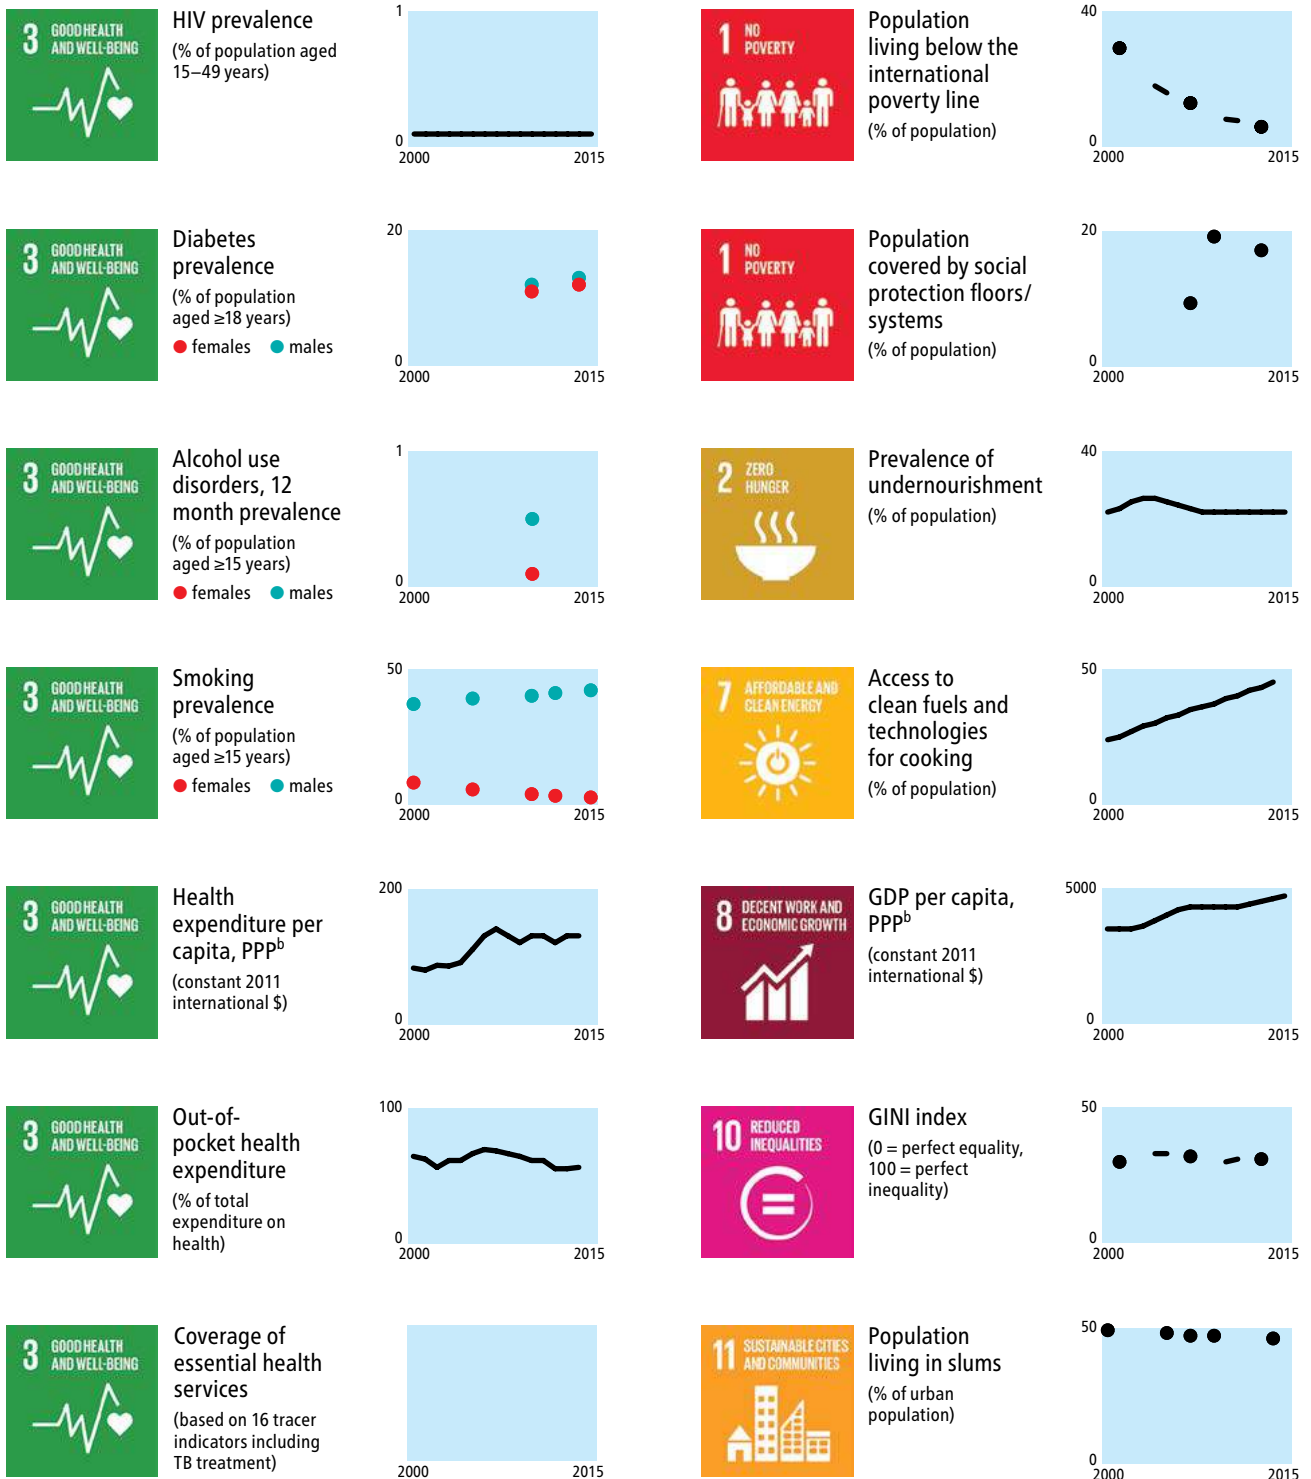 3 GOOD HEALTH
AND WELL-BEING
HIV prevalence
(% of population aged
15–49 years)
1
0
2000 2015
1 NO
POVERTY
Population
living below the
international
poverty line
(% of population)
40
0
2000 2015
3 GOOD HEALTH
AND WELL-BEING
Diabetes
prevalence
(% of population
aged ≥18 years)
females males
20
0
2000 2015
1 NO
POVERTY
Population
covered by social
protection floors/
systems
(% of population)
20
0
2000 2015
3 GOOD HEALTH
AND WELL-BEING
Alcohol use
disorders, 12
month prevalence
(% of population
aged ≥15 years)
females males
1
0
2000 2015
2 ZERO
HUNGER
Prevalence of
undernourishment
(% of population)
40
0
2000 2015
3 GOOD HEALTH
AND WELL-BEING
Smoking
prevalence
(% of population
aged ≥15 years)
females males
50
0
2000 2015
7 AFFORDABLE AND
CLEAN ENERGY
Access to
clean fuels and
technologies
for cooking
(% of population)
50
0
2000 2015
3 GOOD HEALTH
AND WELL-BEING
Health
expenditure per
capita, PPPᵇ
(constant 2011
international $)
200
0
2000 2015
8 DECENT WORK AND
ECONOMIC GROWTH
GDP per capita,
PPPᵇ
(constant 2011
international $)
5000
0
2000 2015
3 GOOD HEALTH
AND WELL-BEING
Out-of-
pocket health
expenditure
(% of total
expenditure on
health)
100
0
2000 2015
10 REDUCED
INEQUALITIES
GINI index
(0 = perfect equality,
100 = perfect
inequality)
50
0
2000 2015
3 GOOD HEALTH
AND WELL-BEING
Coverage of
essential health
services
(based on 16 tracer
indicators including
TB treatment)
2000 2015
11 SUSTAINABLE CITIES
AND COMMUNITIES
Population
living in slums
(% of urban
population)
50
0
2000 2015